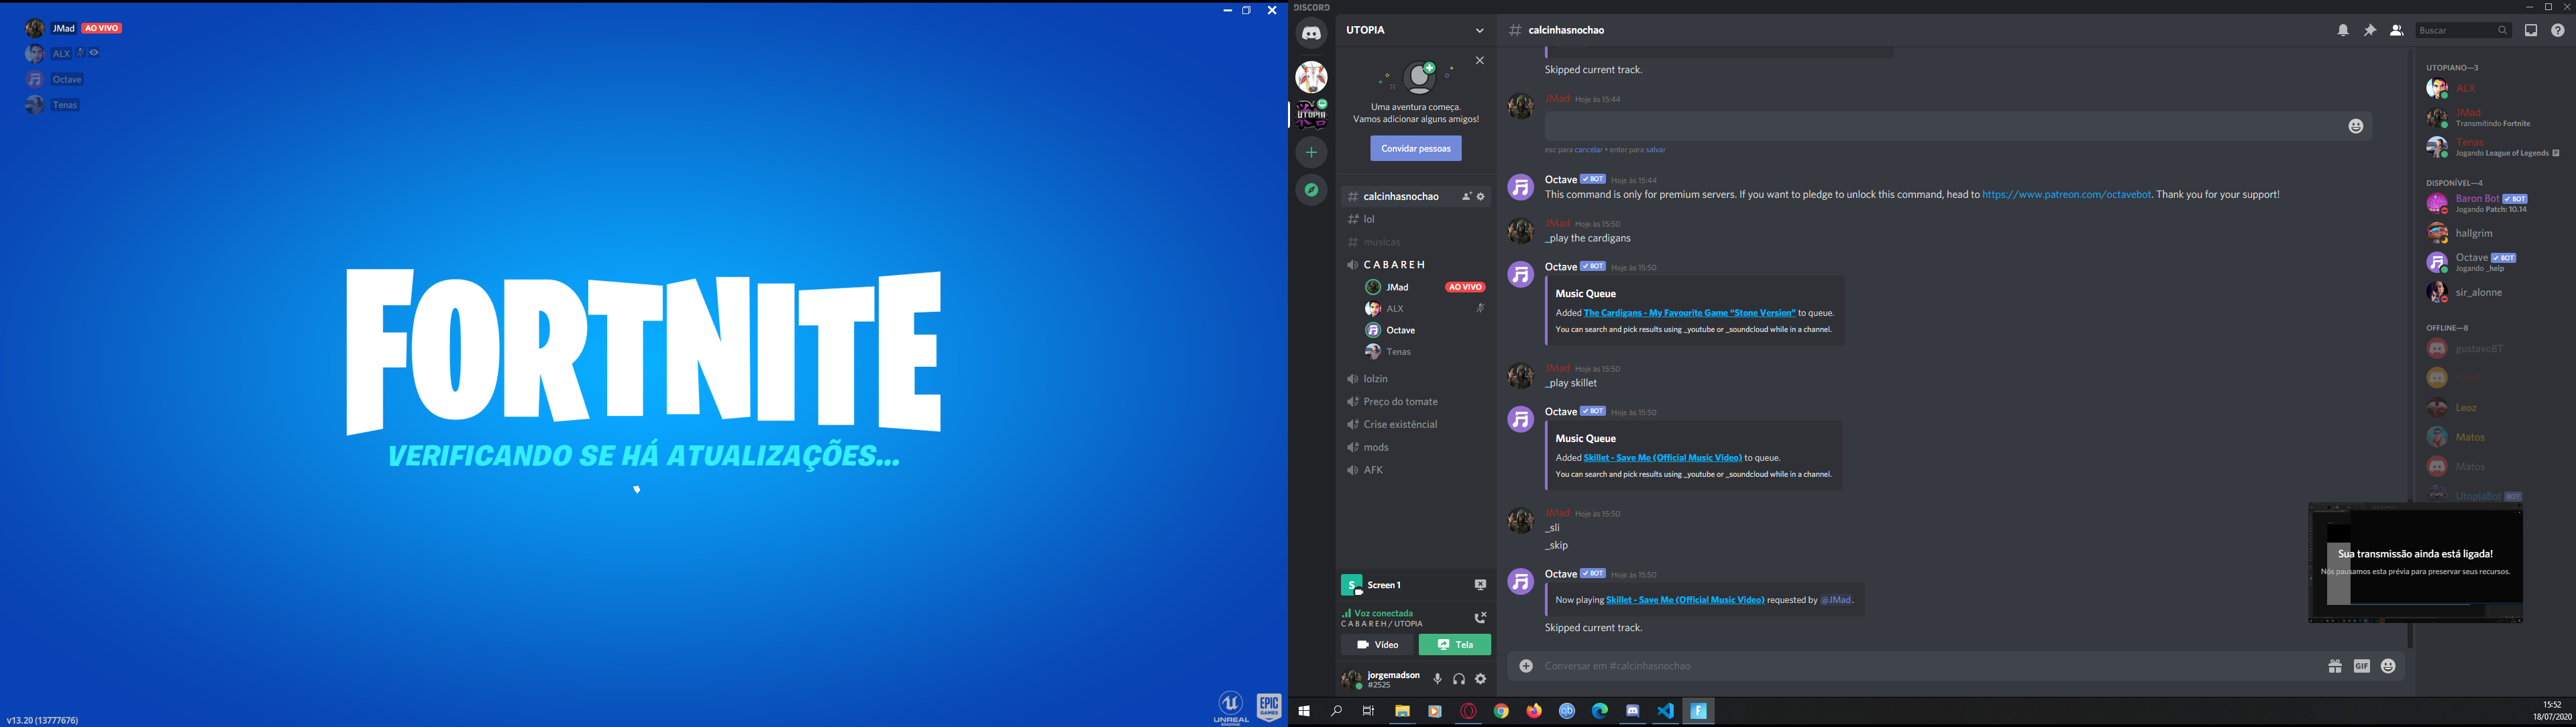 JMad AO VIVO
ALX
Octave
Tenas
FORTNITE
VERIFICANDO SE HÁ ATUALIZAÇÕES...
v13.20 (13777676)
UNREAL
EPIC
GAMES
DISCORD
UTOPIA
Uma aventura começa.
Vamos adicionar alguns amigos!
Convidar pessoas
calcinhasnochao
lol
músicas
C A B A R E H
JMad AO VIVO
ALX
Octave
Tenas
lolzin
Preço do tomate
Crise existêncial
mods
AFK
S Screen 1
Voz conectada
C A B A R E H / UTOPIA
Vídeo
Tela
jorgemadson
#2525
calcinhasnochao
Buscar
Skipped current track.
JMad Hoje às 15:44
esc para cancelar • enter para salvar
Octave BOT Hoje às 15:44
This command is only for premium servers. If you want to pledge to unlock this command, head to https://www.patreon.com/octavebot. Thank you for your support!
JMad Hoje às 15:50
_play the cardigans
Octave BOT Hoje às 15:50
Music Queue
Added The Cardigans - My Favourite Game “Stone Version” to queue.
You can search and pick results using _youtube or _soundcloud while in a channel.
JMad Hoje às 15:50
_play skillet
Octave BOT Hoje às 15:50
Music Queue
Added Skillet - Save Me (Official Music Video) to queue.
You can search and pick results using _youtube or _soundcloud while in a channel.
JMad Hoje às 15:50
_sli
_skip
Octave BOT Hoje às 15:50
Now playing Skillet - Save Me (Official Music Video) requested by @JMad.
Skipped current track.
Conversar em #calcinhasnochao
GIF
UTOPIANO—3
ALX
JMad
Transmitindo Fortnite
Tenas
Jogando League of Legends
DISPONÍVEL—4
Baron Bot BOT
Jogando Patch: 10.14
hallgrim
Octave BOT
Jogando _help
sir_alonne
OFFLINE—8
gustavoBT
Leoz
Matos
Matos
UtopiaBot BOT
Sua transmissão ainda está ligada!
Nós pausamos esta prévia para preservar seus recursos.
15:52
18/07/2020